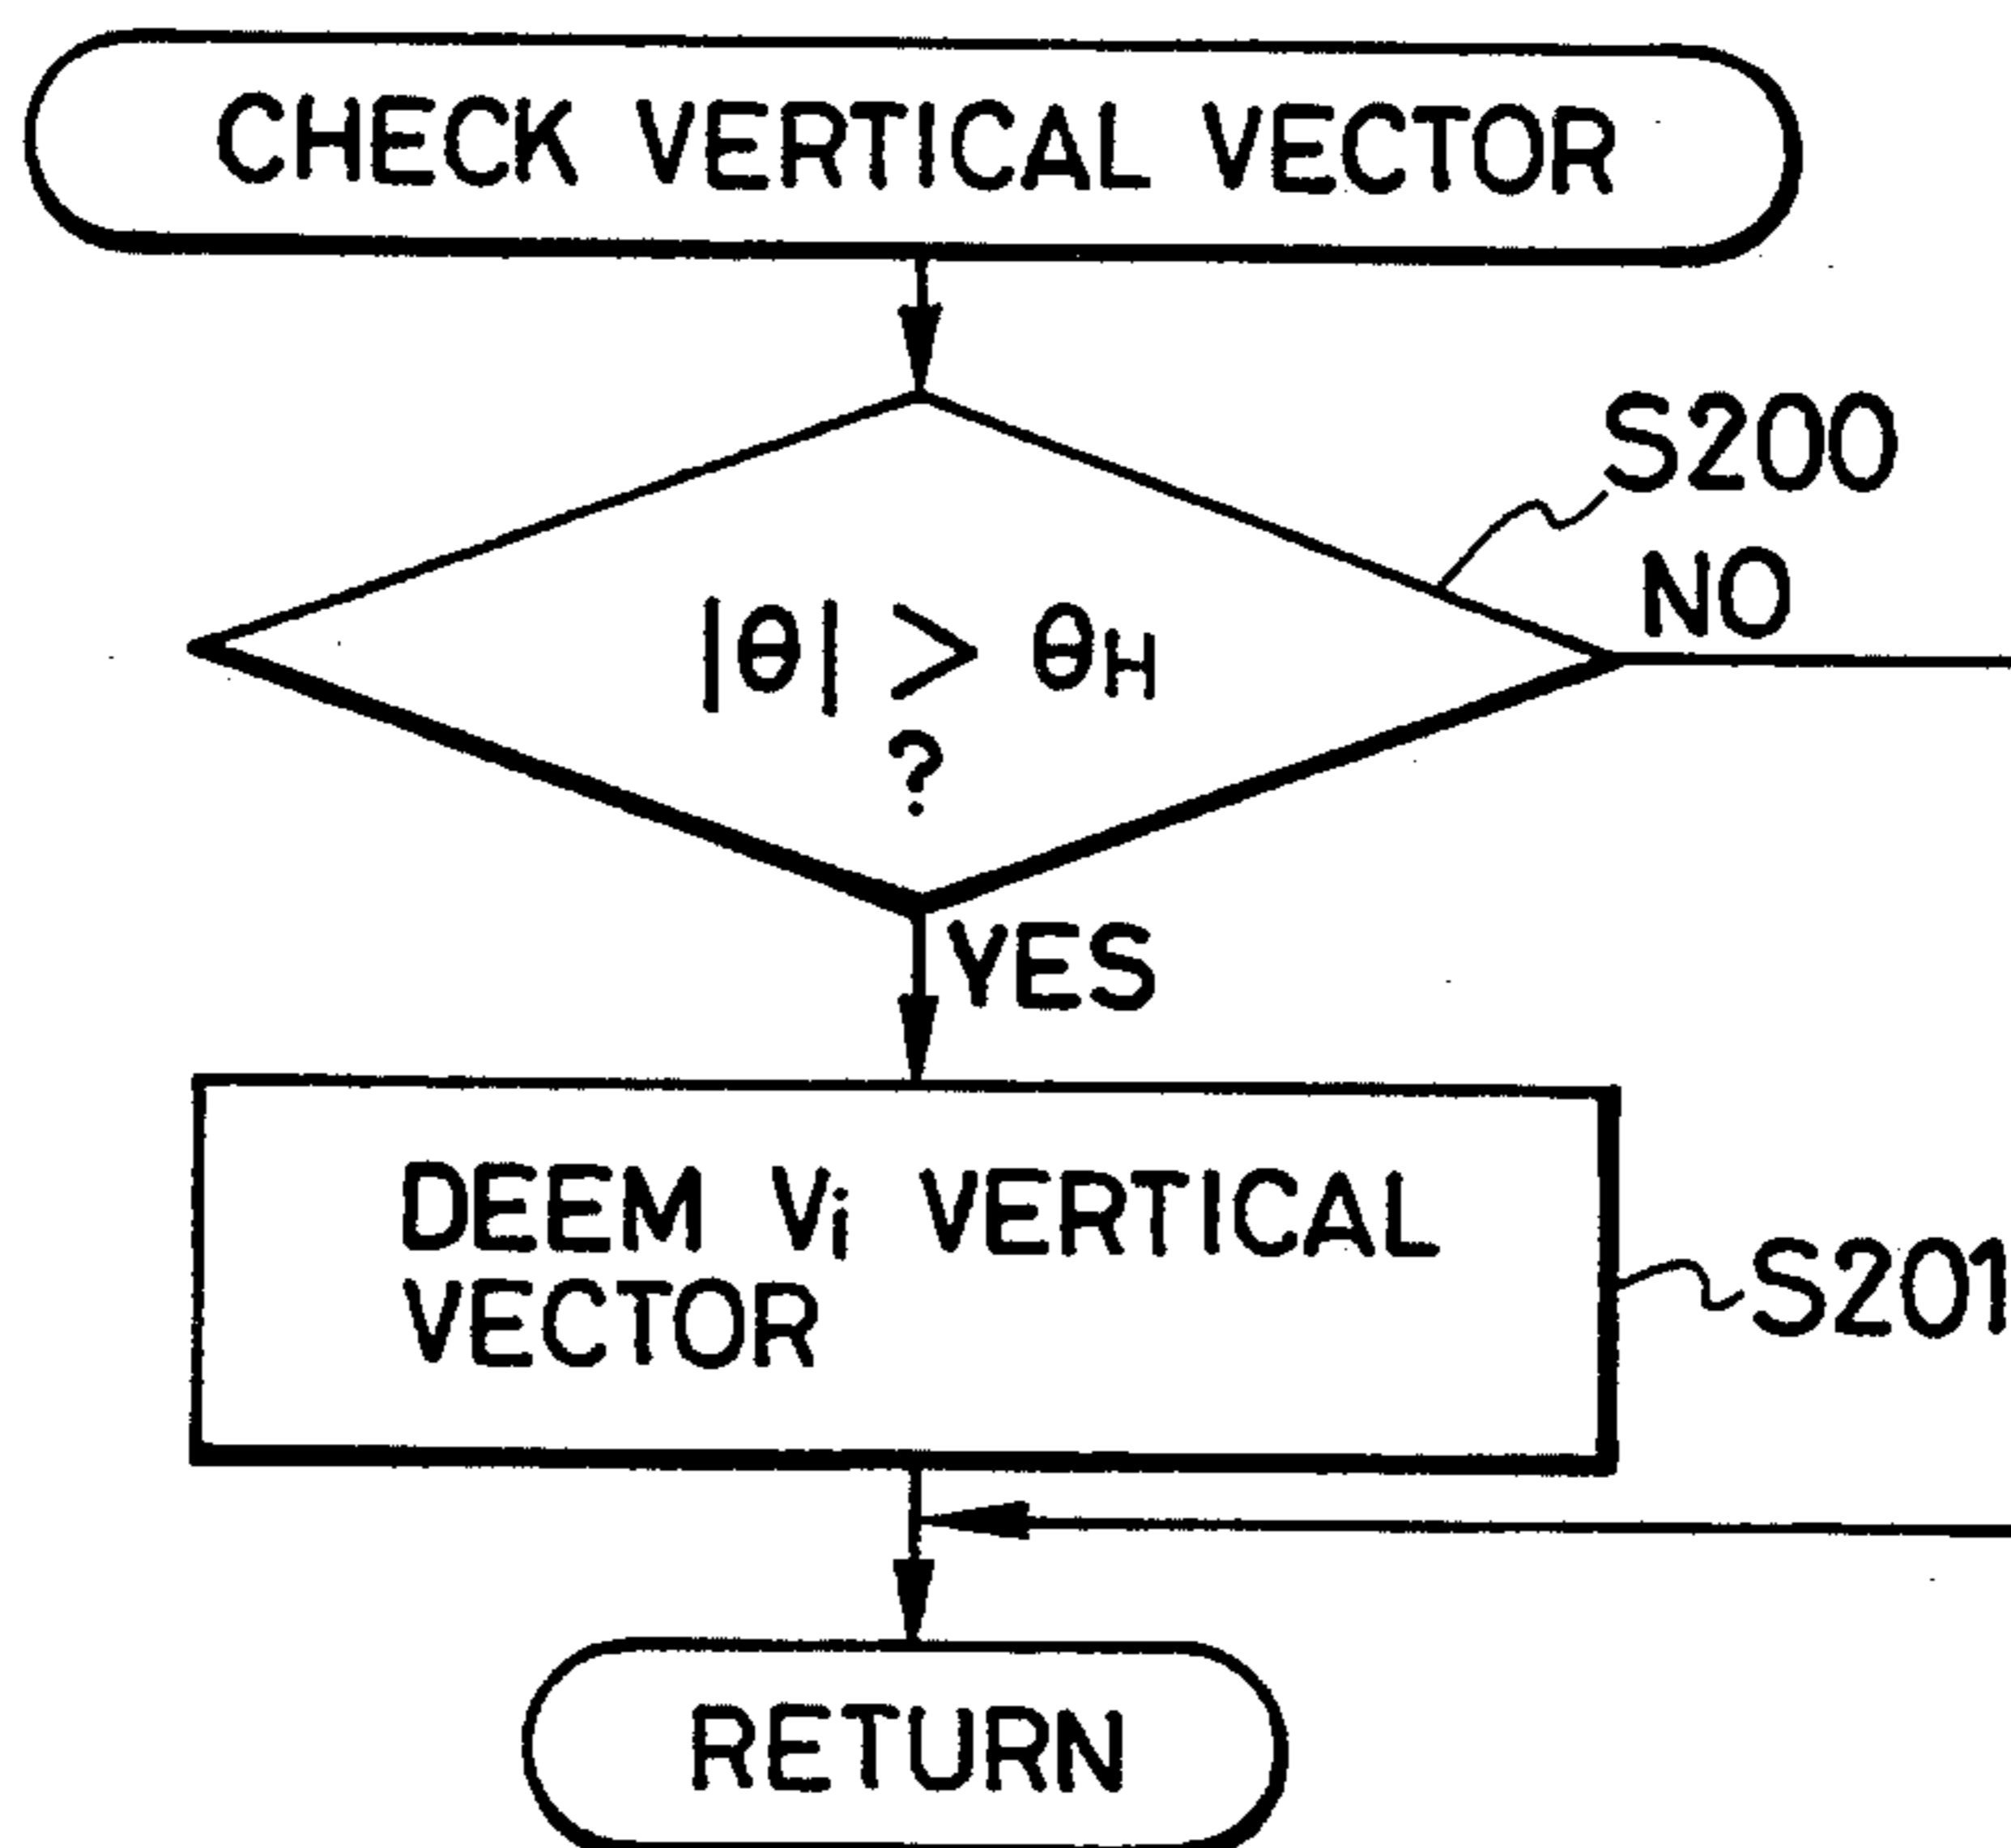 CHECK VERTICAL VECTOR
S200
NO
|θ| > θH
?
YES
DEEM Vi VERTICAL
VECTOR
S201
RETURN